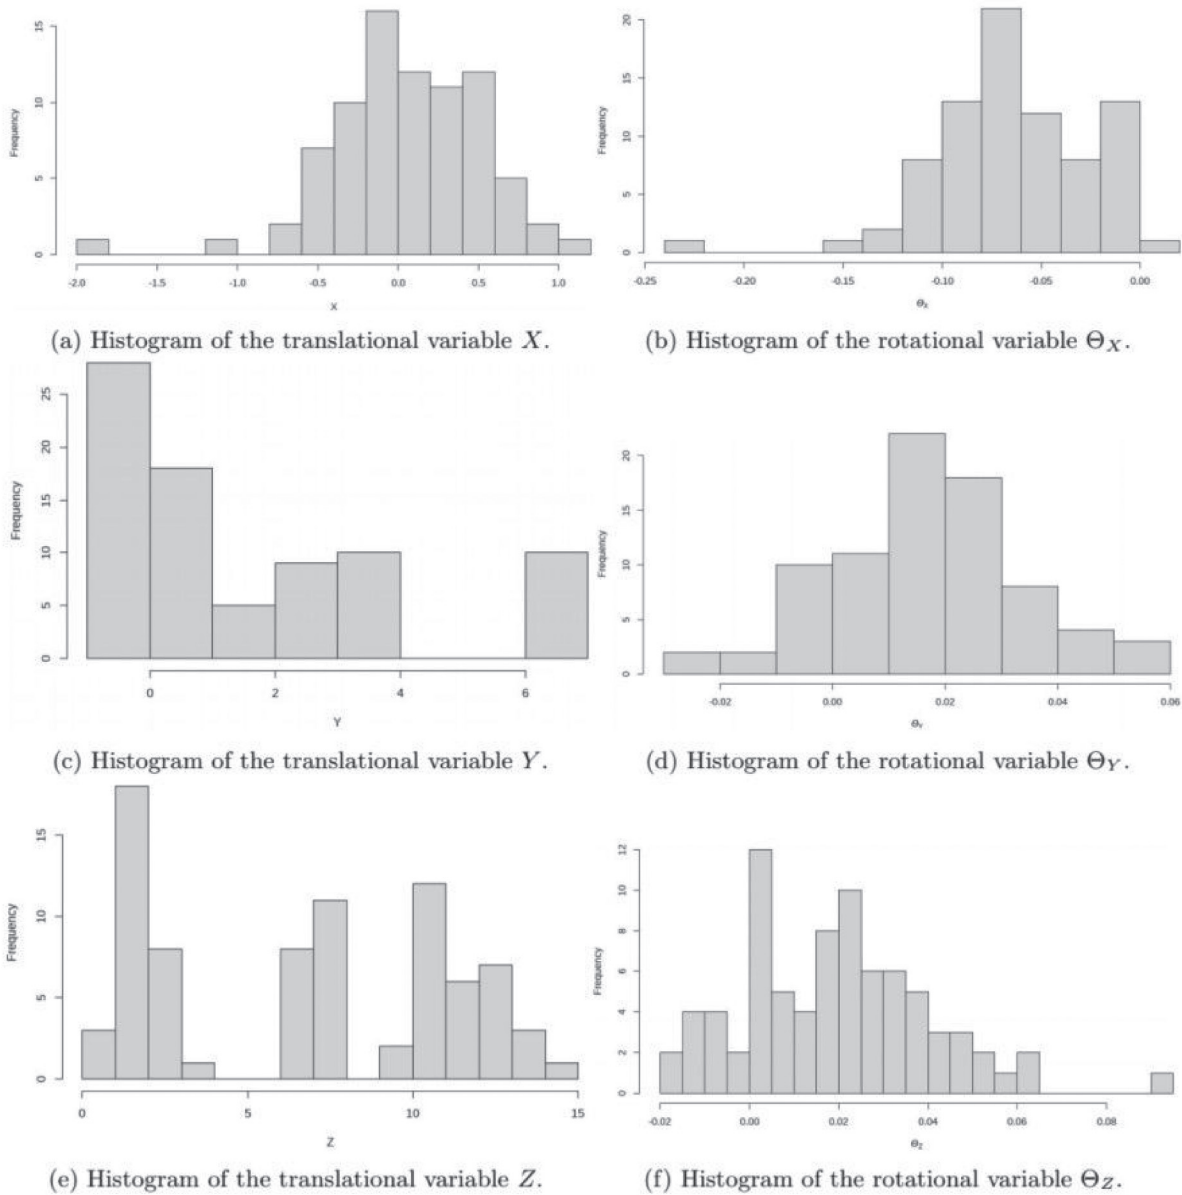 15
10
5
0
Frequency
-2.0 -1.5 -1.0 -0.5 0.0 0.5 1.0
X
(a) Histogram of the translational variable X.
20
15
10
5
0
Frequency
-0.25 -0.20 -0.15 -0.10 -0.05 0.00
ΘX
(b) Histogram of the rotational variable ΘX.
25
20
15
10
5
0
Frequency
0 2 4 6
Y
(c) Histogram of the translational variable Y.
20
15
10
5
0
Frequency
-0.02 0.00 0.02 0.04 0.06
ΘY
(d) Histogram of the rotational variable ΘY.
15
10
5
0
Frequency
0 5 10 15
Z
(e) Histogram of the translational variable Z.
12
10
8
6
4
2
0
Frequency
-0.02 0.00 0.02 0.04 0.06 0.08
ΘZ
(f) Histogram of the rotational variable ΘZ.